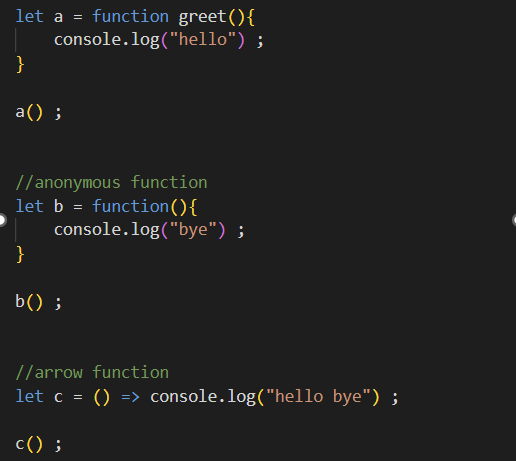 let a = function greet(){
console.log("hello") ;
}
a() ;
//anonymous function
let b = function(){
console.log("bye") ;
}
b() ;
//arrow function
let c = () => console.log("hello bye") ;
c() ;